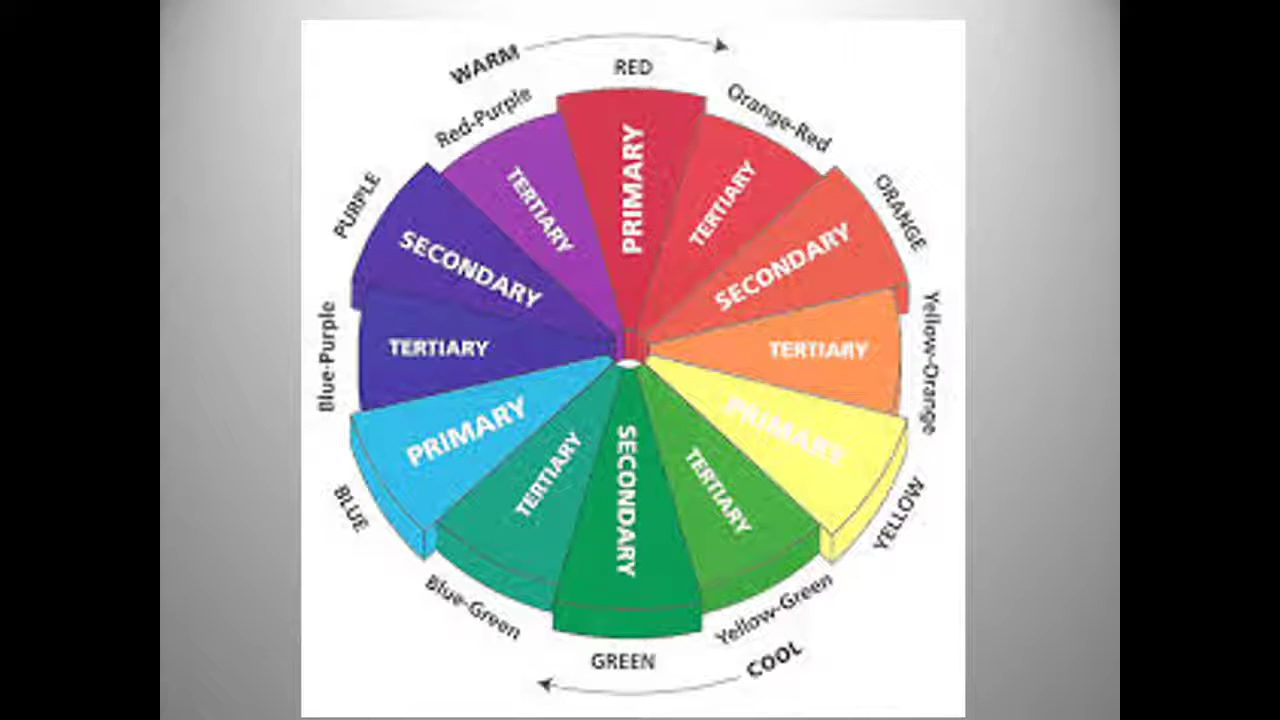 WARM
RED
Red-Purple
Orange-Red
PURPLE
ORANGE
Blue-Purple
Yellow-Orange
BLUE
YELLOW
Blue-Green
Yellow-Green
GREEN
COOL
PRIMARY
TERTIARY
SECONDARY
TERTIARY
PRIMARY
TERTIARY
SECONDARY
TERTIARY
PRIMARY
TERTIARY
SECONDARY
TERTIARY